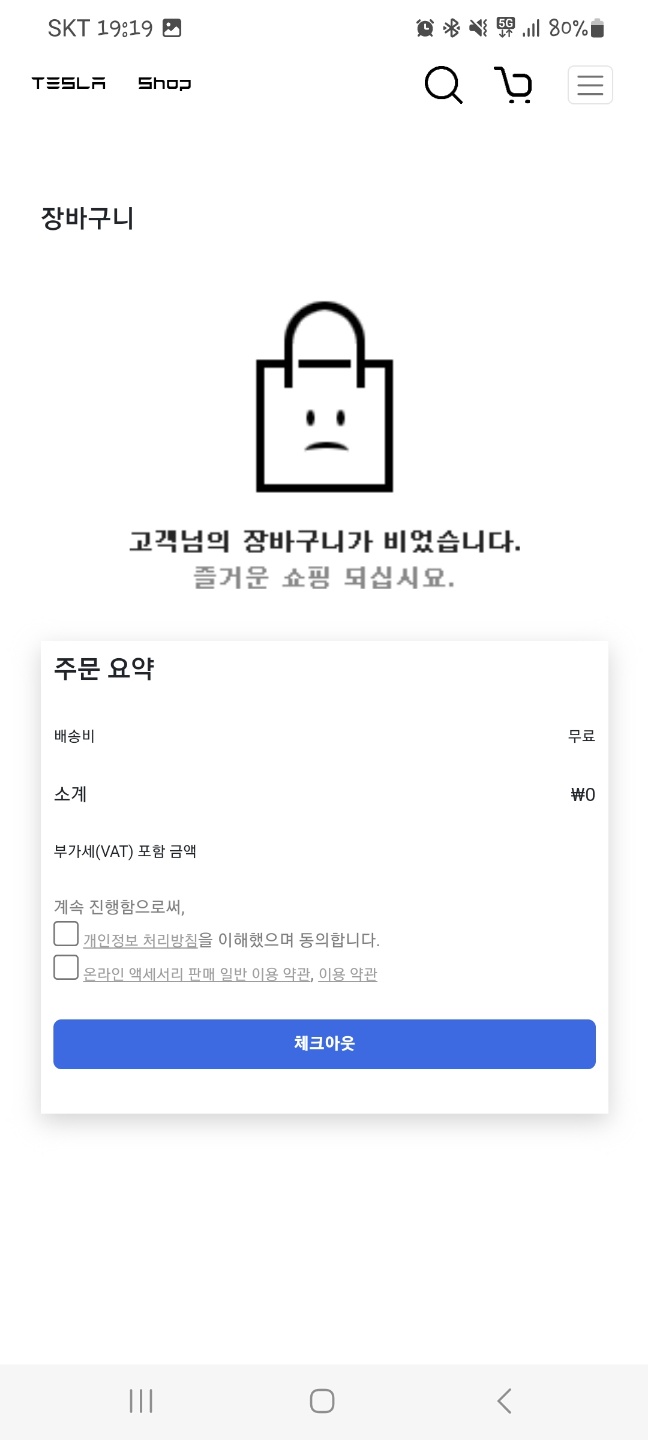 SKT 19:19 5G 80%
TESLA Shop
장바구니
고객님의 장바구니가 비었습니다.
즐거운 쇼핑 되십시요.
주문 요약
배송비 무료
소계 ₩0
부가세(VAT) 포함 금액
계속 진행함으로써,
개인정보 처리방침을 이해했으며 동의합니다.
온라인 액세서리 판매 일반 이용 약관, 이용 약관
체크아웃